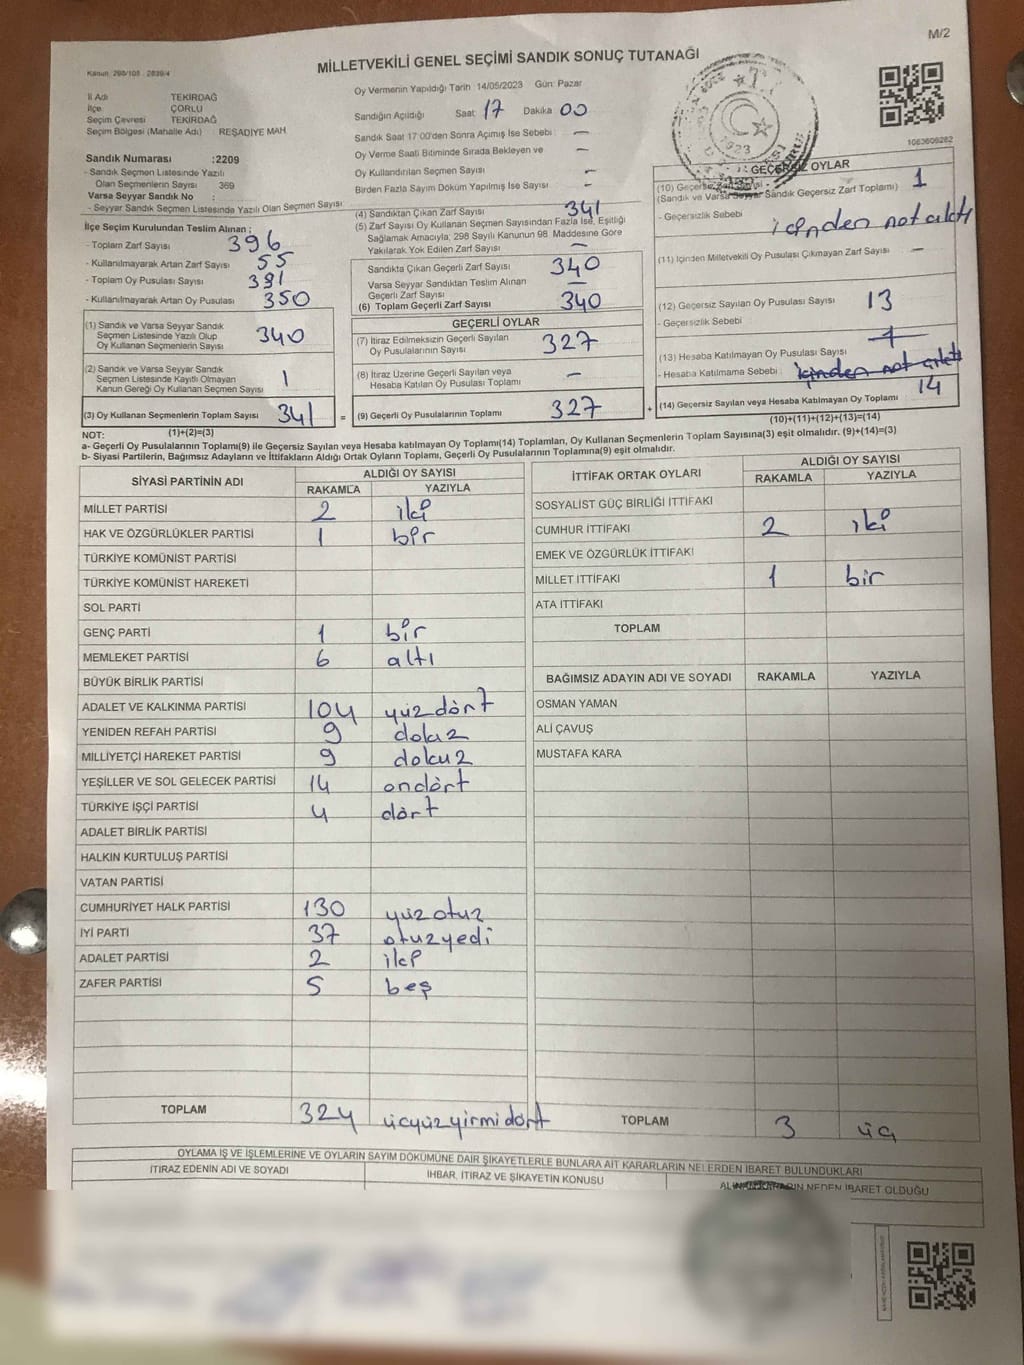 M/2
MİLLETVEKİLİ GENEL SEÇİMİ SANDIK SONUÇ TUTANAĞI
Kanun: 298/105 - 2839/4
İl Adı TEKİRDAĞ
İlçe ÇORLU
Seçim Çevresi TEKİRDAĞ
Seçim Bölgesi (Mahalle Adı) REŞADİYE MAH
Sandık Numarası :2209
- Sandık Seçmen Listesinde Yazılı
Olan Seçmenlerin Sayısı 369
Varsa Seyyar Sandık No :
- Seyyar Sandık Seçmen Listesinde Yazılı Olan Seçmen Sayısı
Oy Vermenin Yapıldığı Tarih 14/05/2023 Gün: Pazar
Sandığın Açıldığı Saat 17 Dakika 00
Sandık Saat 17:00'den Sonra Açımış İse Sebebi : —
Oy Verme Saati Bitiminde Sırada Bekleyen ve —
Oy Kullandırılan Seçmen Sayısı —
Birden Fazla Sayım Döküm Yapılmış İse Sayısı —
1923
1083609282
İlçe Seçim Kurulundan Teslim Alınan ;
- Toplam Zarf Sayısı 396
- Kullanılmayarak Artan Zarf Sayısı 55
- Toplam Oy Pusulası Sayısı 391
- Kullanılmayarak Artan Oy Pusulası 350
(1) Sandık ve Varsa Seyyar Sandık
Seçmen Listesinde Yazılı Olup
Oy Kullanan Seçmenlerin Sayısı 340
(2) Sandık ve Varsa Seyyar Sandık
Seçmen Listesinde Kayıtlı Olmayan
Kanun Gereği Oy Kullanan Seçmen Sayısı 1
(3) Oy Kullanan Seçmenlerin Toplam Sayısı 341 =
(1)+(2)=(3)
(4) Sandıktan Çıkan Zarf Sayısı 341
(5) Zarf Sayısı Oy Kullanan Seçmen Sayısından Fazla İse, Eşitliği
Sağlamak Amacıyla; 298 Sayılı Kanunun 98 Maddesine Göre
Yakılarak Yok Edilen Zarf Sayısı —
Sandıkta Çıkan Geçerli Zarf Sayısı 340
Varsa Seyyar Sandıktan Teslim Alınan
Geçerli Zarf Sayısı —
(6) Toplam Geçerli Zarf Sayısı 340
GEÇERLİ OYLAR
(7) İtiraz Edilmeksizin Geçerli Sayılan
Oy Pusulalarının Sayısı 327
(8) İtiraz Üzerine Geçerli Sayılan veya
Hesaba Katılan Oy Pusulası Toplamı —
(9) Geçerli Oy Pusulalarının Toplamı 327 +
GEÇERSİZ OYLAR
(10) Geçersiz Zarf Sayısı -
(Sandık ve Varsa Seyyar Sandık Geçersiz Zarf Toplamı) 1
- Geçersizlik Sebebi içinden not çıktı
(11) İçinden Milletvekili Oy Pusulası Çıkmayan Zarf Sayısı —
(12) Geçersiz Sayılan Oy Pusulası Sayısı 13
- Geçersizlik Sebebi
(13) Hesaba Katılmayan Oy Pusulası Sayısı
- Hesaba Katılmama Sebebi : içinden not çıktı
(14) Geçersiz Sayılan veya Hesaba Katılmayan Oy Toplamı 14
(10)+(11)+(12)+(13)=(14)
NOT:
a- Geçerli Oy Pusulalarının Toplamı(9) ile Geçersiz Sayılan veya Hesaba katılmayan Oy Toplamı(14) Toplamları, Oy Kullanan Seçmenlerin Toplam Sayısına(3) eşit olmalıdır. (9)+(14)=(3)
b- Siyasi Partilerin, Bağımsız Adayların ve İttifakların Aldığı Ortak Oyların Toplamı, Geçerli Oy Pusulalarının Toplamına(9) eşit olmalıdır.
SİYASİ PARTİNİN ADI ALDIĞI OY SAYISI
RAKAMLA YAZIYLA
MİLLET PARTİSİ 2 iki
HAK VE ÖZGÜRLÜKLER PARTİSİ 1 bir
TÜRKİYE KOMÜNİST PARTİSİ
TÜRKİYE KOMÜNİST HAREKETİ
SOL PARTİ
GENÇ PARTİ 1 bir
MEMLEKET PARTİSİ 6 altı
BÜYÜK BİRLİK PARTİSİ
ADALET VE KALKINMA PARTİSİ 104 yüzdört
YENİDEN REFAH PARTİSİ 9 dokuz
MİLLİYETÇİ HAREKET PARTİSİ 9 dokuz
YEŞİLLER VE SOL GELECEK PARTİSİ 14 ondört
TÜRKİYE İŞÇİ PARTİSİ 4 dört
ADALET BİRLİK PARTİSİ
HALKIN KURTULUŞ PARTİSİ
VATAN PARTİSİ
CUMHURİYET HALK PARTİSİ 130 yüzotuz
İYİ PARTİ 37 otuzyedi
ADALET PARTİSİ 2 iki
ZAFER PARTİSİ 5 beş
TOPLAM 324 üçyüzyirmidört
İTTİFAK ORTAK OYLARI ALDIĞI OY SAYISI
RAKAMLA YAZIYLA
SOSYALIST GÜÇ BİRLİĞİ İTTİFAKI
CUMHUR İTTİFAKI 2 iki
EMEK VE ÖZGÜRLÜK İTTİFAKI
MİLLET İTTİFAKI 1 bir
ATA İTTİFAKI
TOPLAM
BAĞIMSIZ ADAYIN ADI VE SOYADI RAKAMLA YAZIYLA
OSMAN YAMAN
ALİ ÇAVUŞ
MUSTAFA KARA
TOPLAM 3 üç
OYLAMA İŞ VE İŞLEMLERİNE VE OYLARIN SAYIM DÖKÜMÜNE DAİR ŞİKAYETLERLE BUNLARA AİT KARARLARIN NELERDEN İBARET BULUNDUKLARI
İTİRAZ EDENİN ADI VE SOYADI İHBAR, İTİRAZ VE ŞİKAYETİN KONUSU NEDEN İBARET OLDUĞU